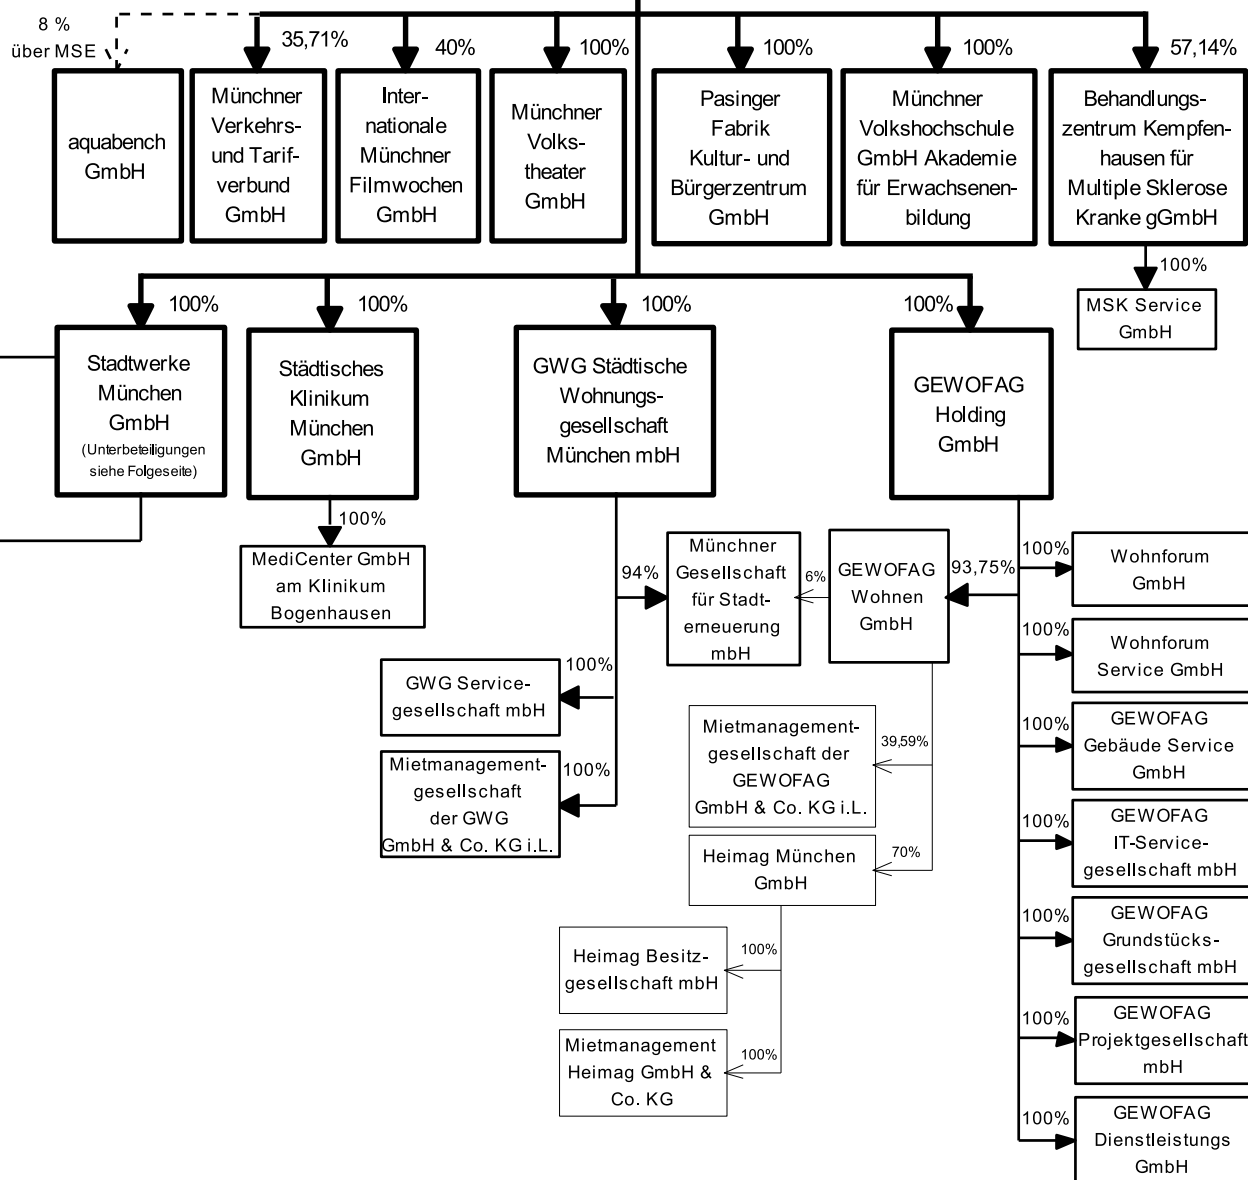 8 %
über MSE
35,71%
40%
100%
100%
100%
57,14%
aquabench
GmbH
Münchner
Verkehrs-
und Tarif-
verbund
GmbH
Inter-
nationale
Münchner
Filmwochen
GmbH
Münchner
Volks-
theater
GmbH
Pasinger
Fabrik
Kultur- und
Bürgerzentrum
GmbH
Münchner
Volkshochschule
GmbH Akademie
für Erwachsenen-
bildung
Behandlungs-
zentrum Kempfen-
hausen für
Multiple Sklerose
Kranke gGmbH
100%
MSK Service
GmbH
100%
100%
100%
100%
Stadtwerke
München
GmbH
(Unterbeteiligungen
siehe Folgeseite)
Städtisches
Klinikum
München
GmbH
GWG Städtische
Wohnungs-
gesellschaft
München mbH
GEWOFAG
Holding
GmbH
100%
MediCenter GmbH
am Klinikum
Bogenhausen
94%
Münchner
Gesellschaft
für Stadt-
erneuerung
mbH
6%
GEWOFAG
Wohnen
GmbH
93,75%
100%
Wohnforum
GmbH
100%
Wohnforum
Service GmbH
100%
GWG Service-
gesellschaft mbH
100%
Mietmanagement-
gesellschaft
der GWG
GmbH & Co. KG i.L.
Mietmanagement-
gesellschaft der
GEWOFAG
GmbH & Co. KG i.L.
39,59%
100%
GEWOFAG
Gebäude Service
GmbH
100%
GEWOFAG
IT-Service-
gesellschaft mbH
Heimag München
GmbH
70%
100%
GEWOFAG
Grundstücks-
gesellschaft mbH
Heimag Besitz-
gesellschaft mbH
100%
100%
GEWOFAG
Projektgesellschaft
mbH
Mietmanagement
Heimag GmbH &
Co. KG
100%
100%
GEWOFAG
Dienstleistungs
GmbH